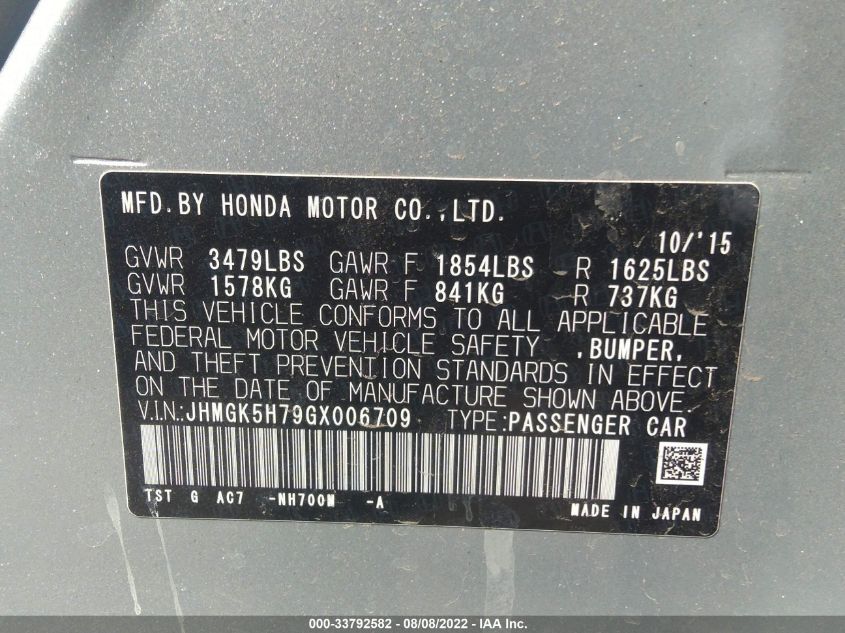 MFD. BY HONDA MOTOR CO.,LTD.
10/'15
GVWR 3479LBS GAWR F 1854LBS R 1625LBS
GVWR 1578KG GAWR F 841KG R 737KG
THIS VEHICLE CONFORMS TO ALL APPLICABLE
FEDERAL MOTOR VEHICLE SAFETY ,BUMPER,
AND THEFT PREVENTION STANDARDS IN EFFECT
ON THE DATE OF MANUFACTURE SHOWN ABOVE.
V.I.N:JHMGK5H79GX006709 TYPE:PASSENGER CAR
TST G AC7 -NH700M -A
MADE IN JAPAN
000-33792582 - 08/08/2022 - IAA Inc.